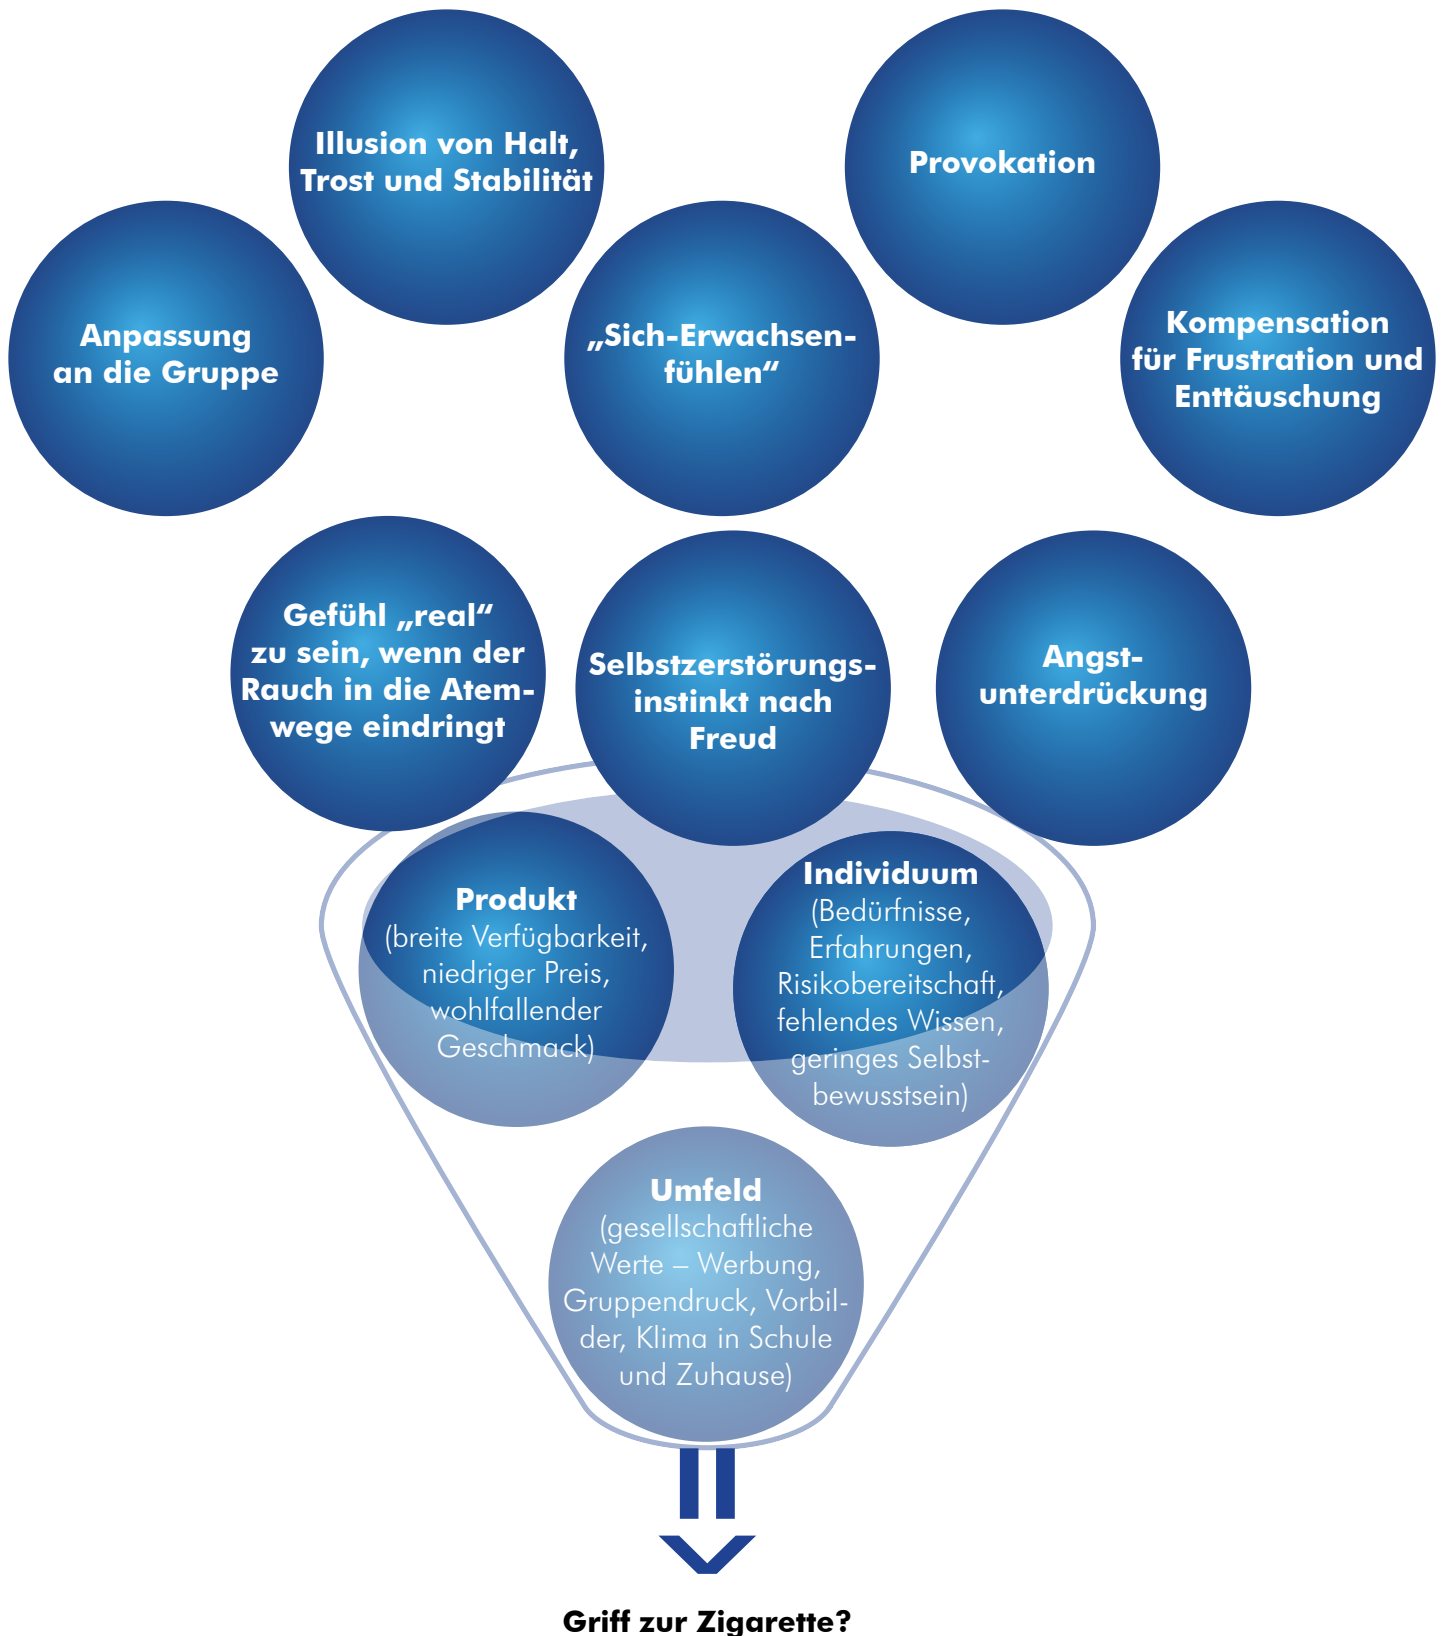 Illusion von Halt,
Trost und Stabilität
Provokation
Anpassung
an die Gruppe
„Sich-Erwachsen-
fühlen“
Kompensation
für Frustration und
Enttäuschung
Gefühl „real“
zu sein, wenn der
Rauch in die Atem-
wege eindringt
Selbstzerstörungs-
instinkt nach
Freud
Angst-
unterdrückung
Produkt
(breite Verfügbarkeit,
niedriger Preis,
wohlfallender
Geschmack)
Individuum
(Bedürfnisse,
Erfahrungen,
Risikobereitschaft,
fehlendes Wissen,
geringes Selbst-
bewusstsein)
Umfeld
(gesellschaftliche
Werte – Werbung,
Gruppendruck, Vorbil-
der, Klima in Schule
und Zuhause)
Griff zur Zigarette?